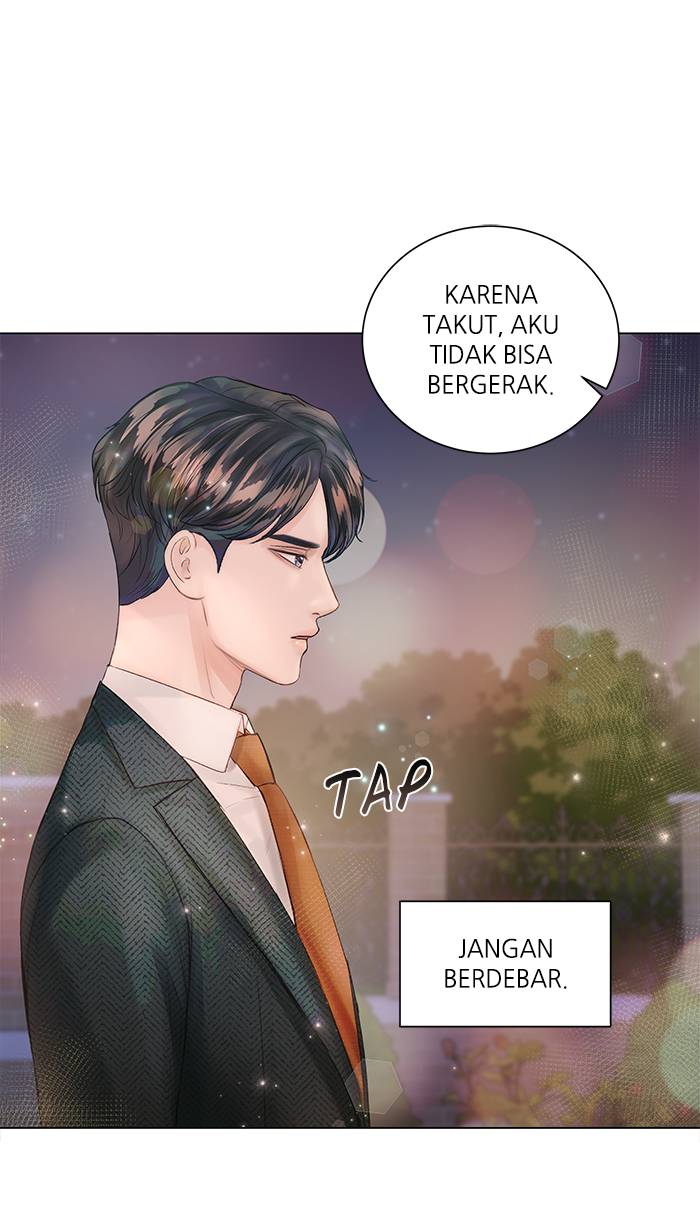 KARENA
TAKUT, AKU
TIDAK BISA
BERGERAK.
TAP
JANGAN
BERDEBAR.